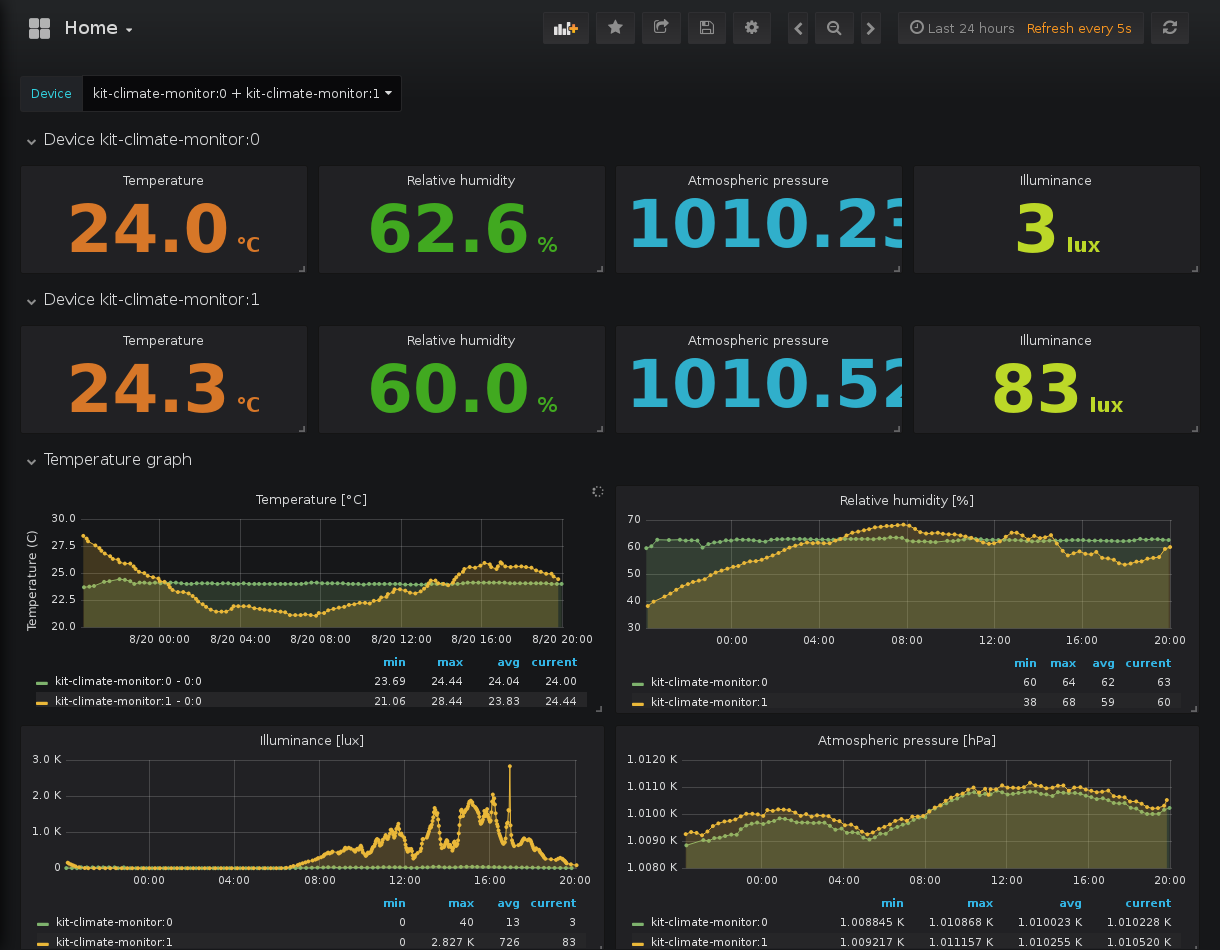 Home
Last 24 hours Refresh every 5s
Device kit-climate-monitor:0 + kit-climate-monitor:1
Device kit-climate-monitor:0
Temperature Relative humidity Atmospheric pressure Illuminance
24.0 °C 62.6 % 1010.23 3 lux
Device kit-climate-monitor:1
Temperature Relative humidity Atmospheric pressure Illuminance
24.3 °C 60.0 % 1010.52 83 lux
Temperature graph
Temperature [°C]
Temperature (C)
30.0
27.5
25.0
22.5
20.0
8/20 00:00 8/20 04:00 8/20 08:00 8/20 12:00 8/20 16:00 8/20 20:00
min max avg current
kit-climate-monitor:0 - 0:0 23.69 24.44 24.04 24.00
kit-climate-monitor:1 - 0:0 21.06 28.44 23.83 24.44
Relative humidity [%]
70
60
50
40
30
00:00 04:00 08:00 12:00 16:00 20:00
min max avg current
kit-climate-monitor:0 60 64 62 63
kit-climate-monitor:1 38 68 59 60
Illuminance [lux]
3.0 K
2.0 K
1.0 K
0
00:00 04:00 08:00 12:00 16:00 20:00
min max avg current
kit-climate-monitor:0 0 40 13 3
kit-climate-monitor:1 0 2.827 K 726 83
Atmospheric pressure [hPa]
1.0120 K
1.0110 K
1.0100 K
1.0090 K
1.0080 K
00:00 04:00 08:00 12:00 16:00 20:00
min max avg current
kit-climate-monitor:0 1.008845 K 1.010868 K 1.010023 K 1.010228 K
kit-climate-monitor:1 1.009217 K 1.011157 K 1.010255 K 1.010520 K